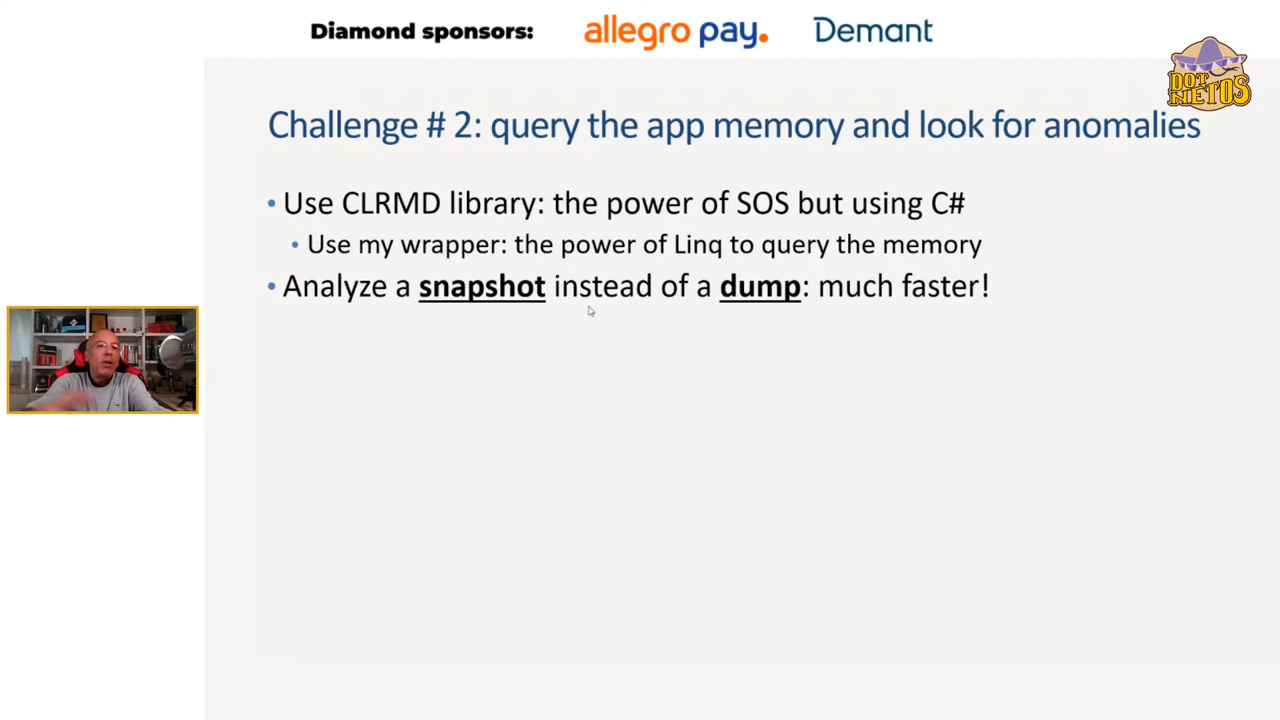 Diamond sponsors: allegro pay. Demant
DOT
NETOS
Challenge # 2: query the app memory and look for anomalies
• Use CLRMD library: the power of SOS but using C#
• Use my wrapper: the power of Linq to query the memory
• Analyze a snapshot instead of a dump: much faster!